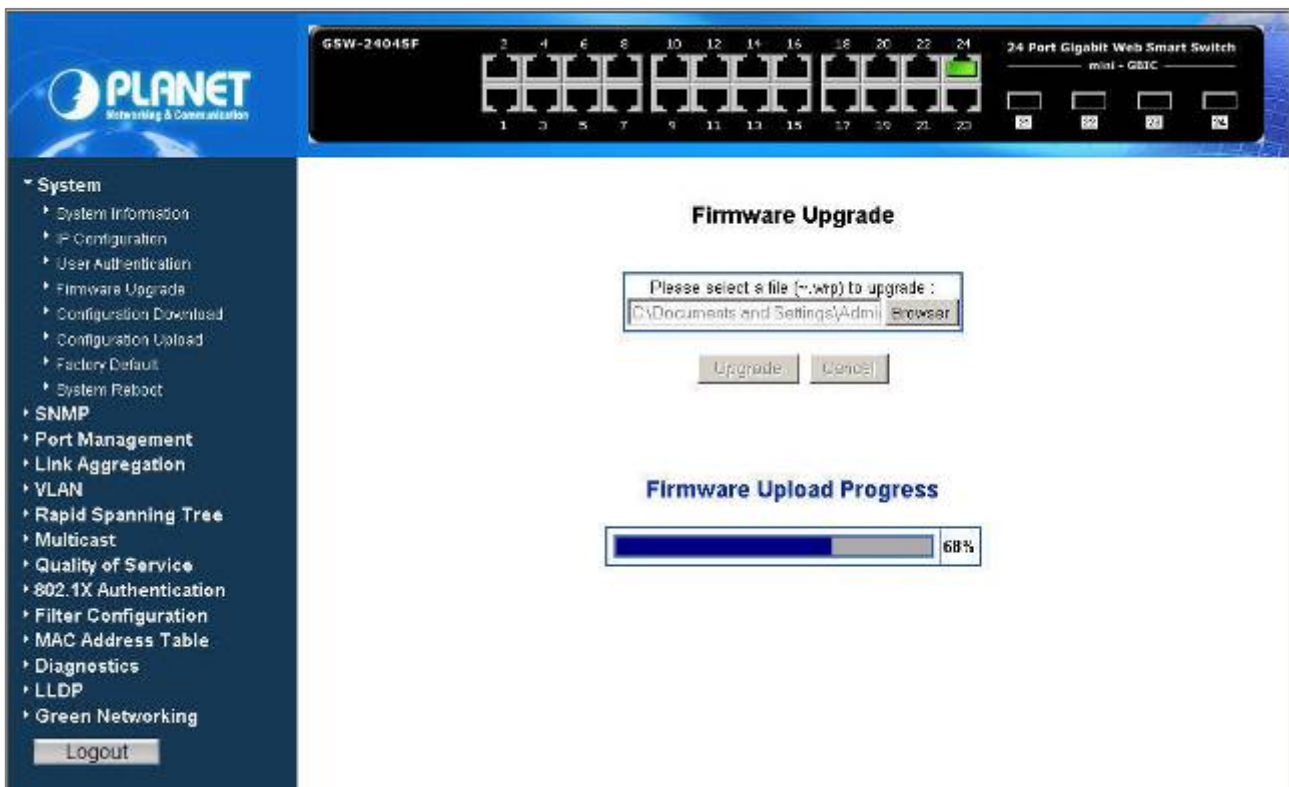 GSW-2404SF
2 4 6 8 10 12 14 16 18 20 22 24
24 Port Gigabit Web Smart Switch
mini - GBIC
PLANET
Networking & Communication
1 3 5 7 9 11 13 15 17 19 21 23
21 22 23 24
System
System Information
IP Configuration
User Authentication
Firmware Upgrade
Configuration Download
Configuration Upload
Factory Default
System Reboot
SNMP
Port Management
Link Aggregation
VLAN
Rapid Spanning Tree
Multicast
Quality of Service
802.1X Authentication
Filter Configuration
MAC Address Table
Diagnostics
LLDP
Green Networking
Logout
Firmware Upgrade
Please select a file (~.wrp) to upgrade :
C:\Documents and Settings\Admi Browser
Upgrade Cancel
Firmware Upload Progress
68%